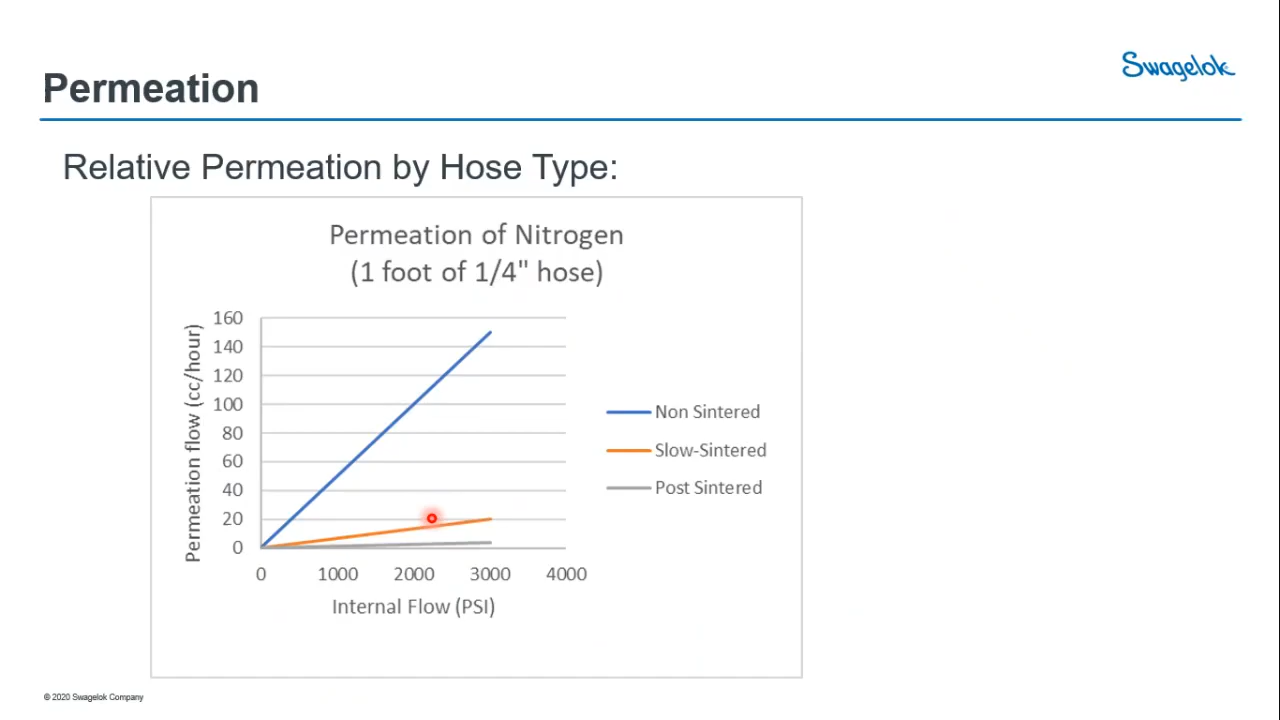 Swagelok
Permeation
Relative Permeation by Hose Type:
Permeation of Nitrogen
(1 foot of 1/4" hose)
Permeation flow (cc/hour)
160
140
120
100
80
60
40
20
0
0 1000 2000 3000 4000
Internal Flow (PSI)
Non Sintered
Slow-Sintered
Post Sintered
© 2020 Swagelok Company